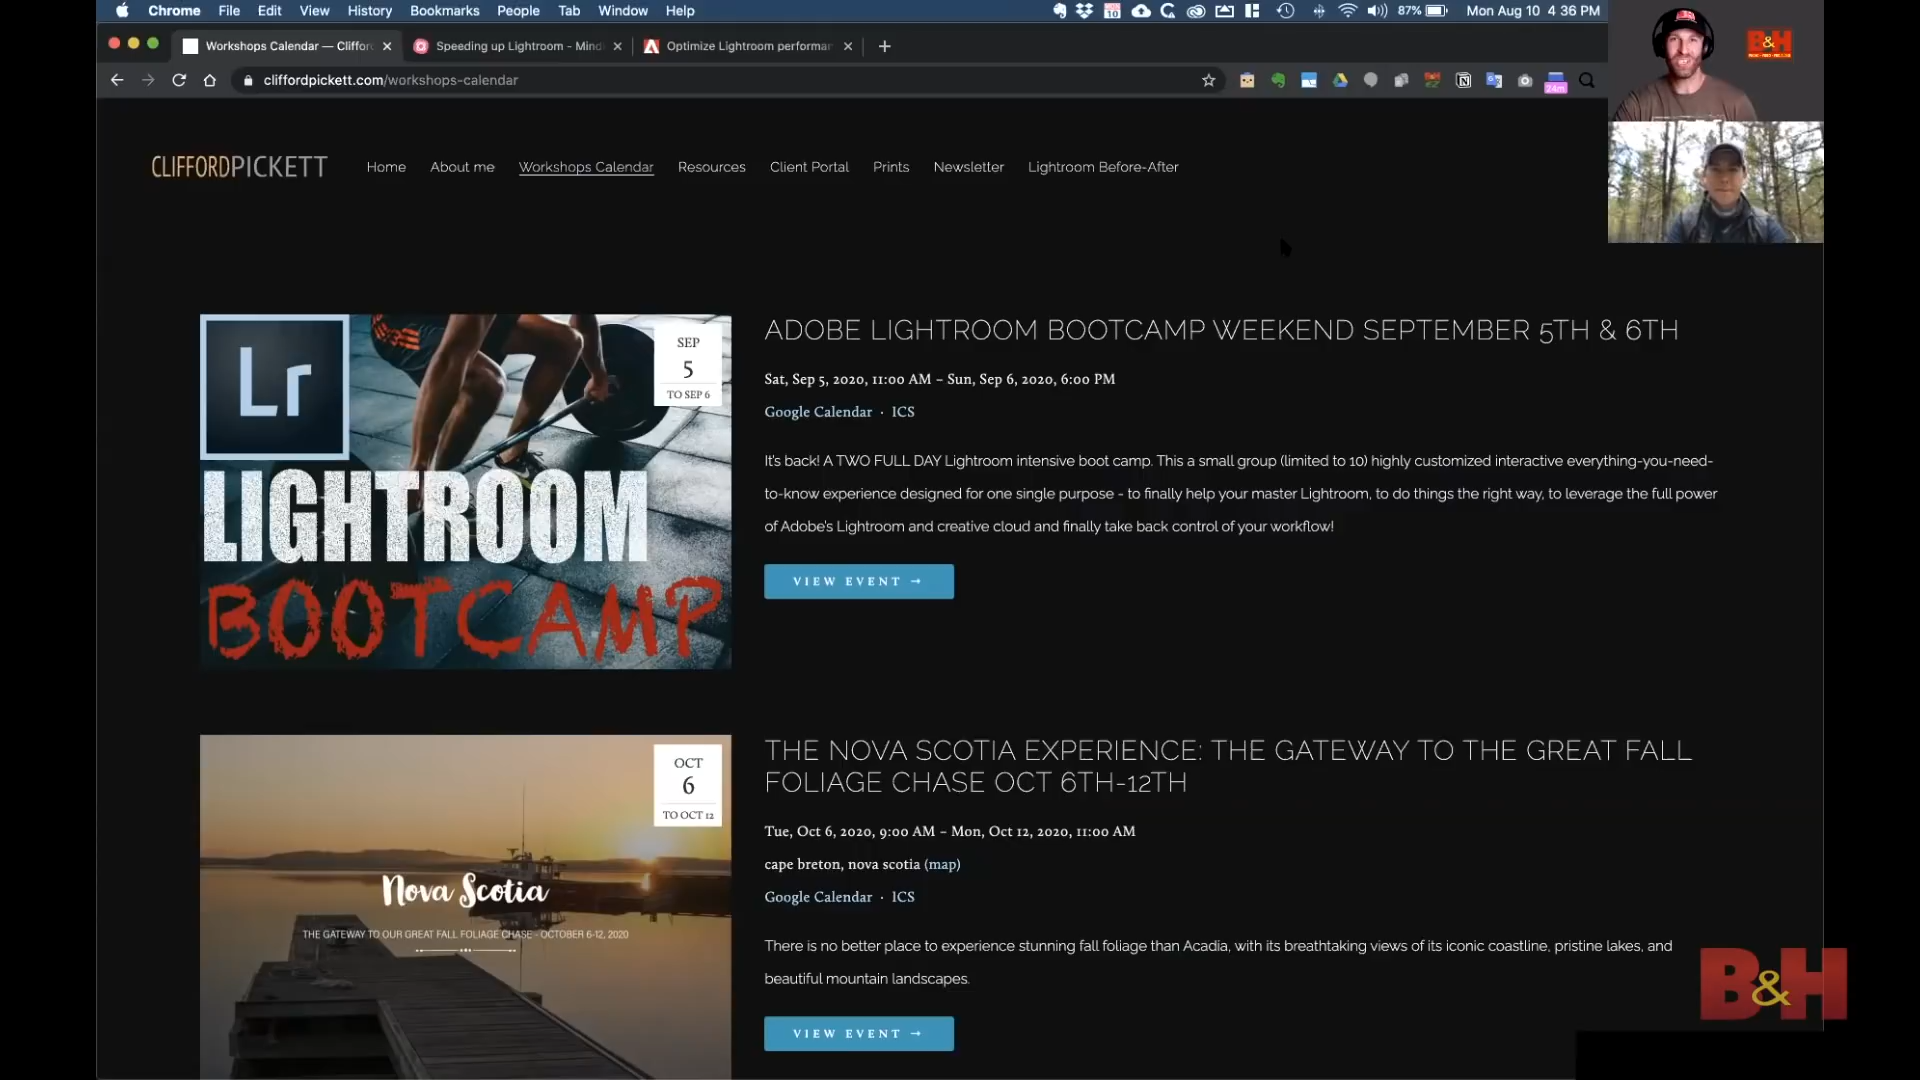 Chrome File Edit View History Bookmarks People Tab Window Help
10 87% Mon Aug 10 4:36 PM
Workshops Calendar — Cliffor
Speeding up Lightroom - Mind
Optimize Lightroom performan
cliffordpickett.com/workshops-calendar
24m
B&H
CLIFFORDPICKETT
Home About me Workshops Calendar Resources Client Portal Prints Newsletter Lightroom Before-After
Lr
SEP
5
TO SEP 6
LIGHTROOM
BOOTCAMP
ADOBE LIGHTROOM BOOTCAMP WEEKEND SEPTEMBER 5TH & 6TH
Sat, Sep 5, 2020, 11:00 AM – Sun, Sep 6, 2020, 6:00 PM
Google Calendar · ICS
It's back! A TWO FULL DAY Lightroom intensive boot camp. This a small group (limited to 10) highly customized interactive everything-you-need-
to-know experience designed for one single purpose - to finally help your master Lightroom, to do things the right way, to leverage the full power
of Adobe's Lightroom and creative cloud and finally take back control of your workflow!
VIEW EVENT →
OCT
6
TO OCT 12
Nova Scotia
THE GATEWAY TO OUR GREAT FALL FOLIAGE CHASE - OCTOBER 6-12, 2020
THE NOVA SCOTIA EXPERIENCE: THE GATEWAY TO THE GREAT FALL
FOLIAGE CHASE OCT 6TH-12TH
Tue, Oct 6, 2020, 9:00 AM – Mon, Oct 12, 2020, 11:00 AM
cape breton, nova scotia (map)
Google Calendar · ICS
There is no better place to experience stunning fall foliage than Acadia, with its breathtaking views of its iconic coastline, pristine lakes, and
beautiful mountain landscapes.
VIEW EVENT →
B&H